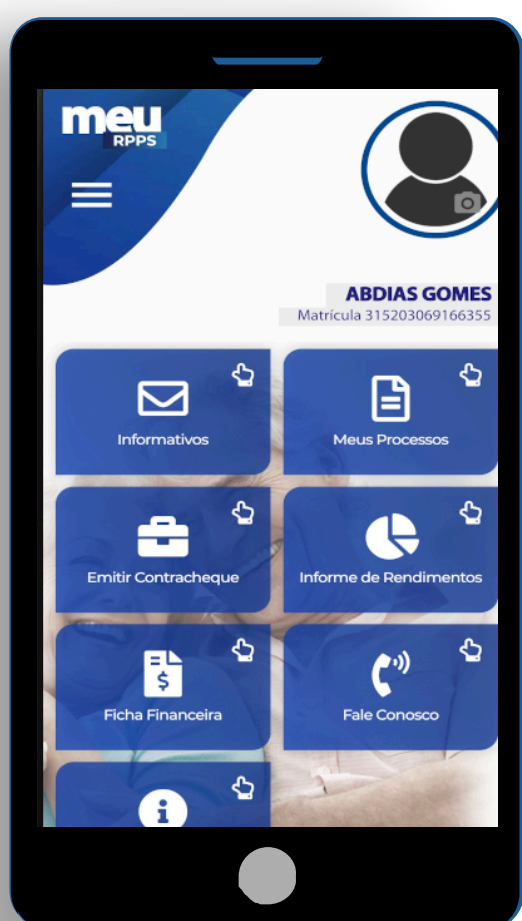 meu
RPPS
ABDIAS GOMES
Matrícula 315203069166355
Informativos
Meus Processos
Emitir Contracheque
Informe de Rendimentos
Ficha Financeira
Fale Conosco